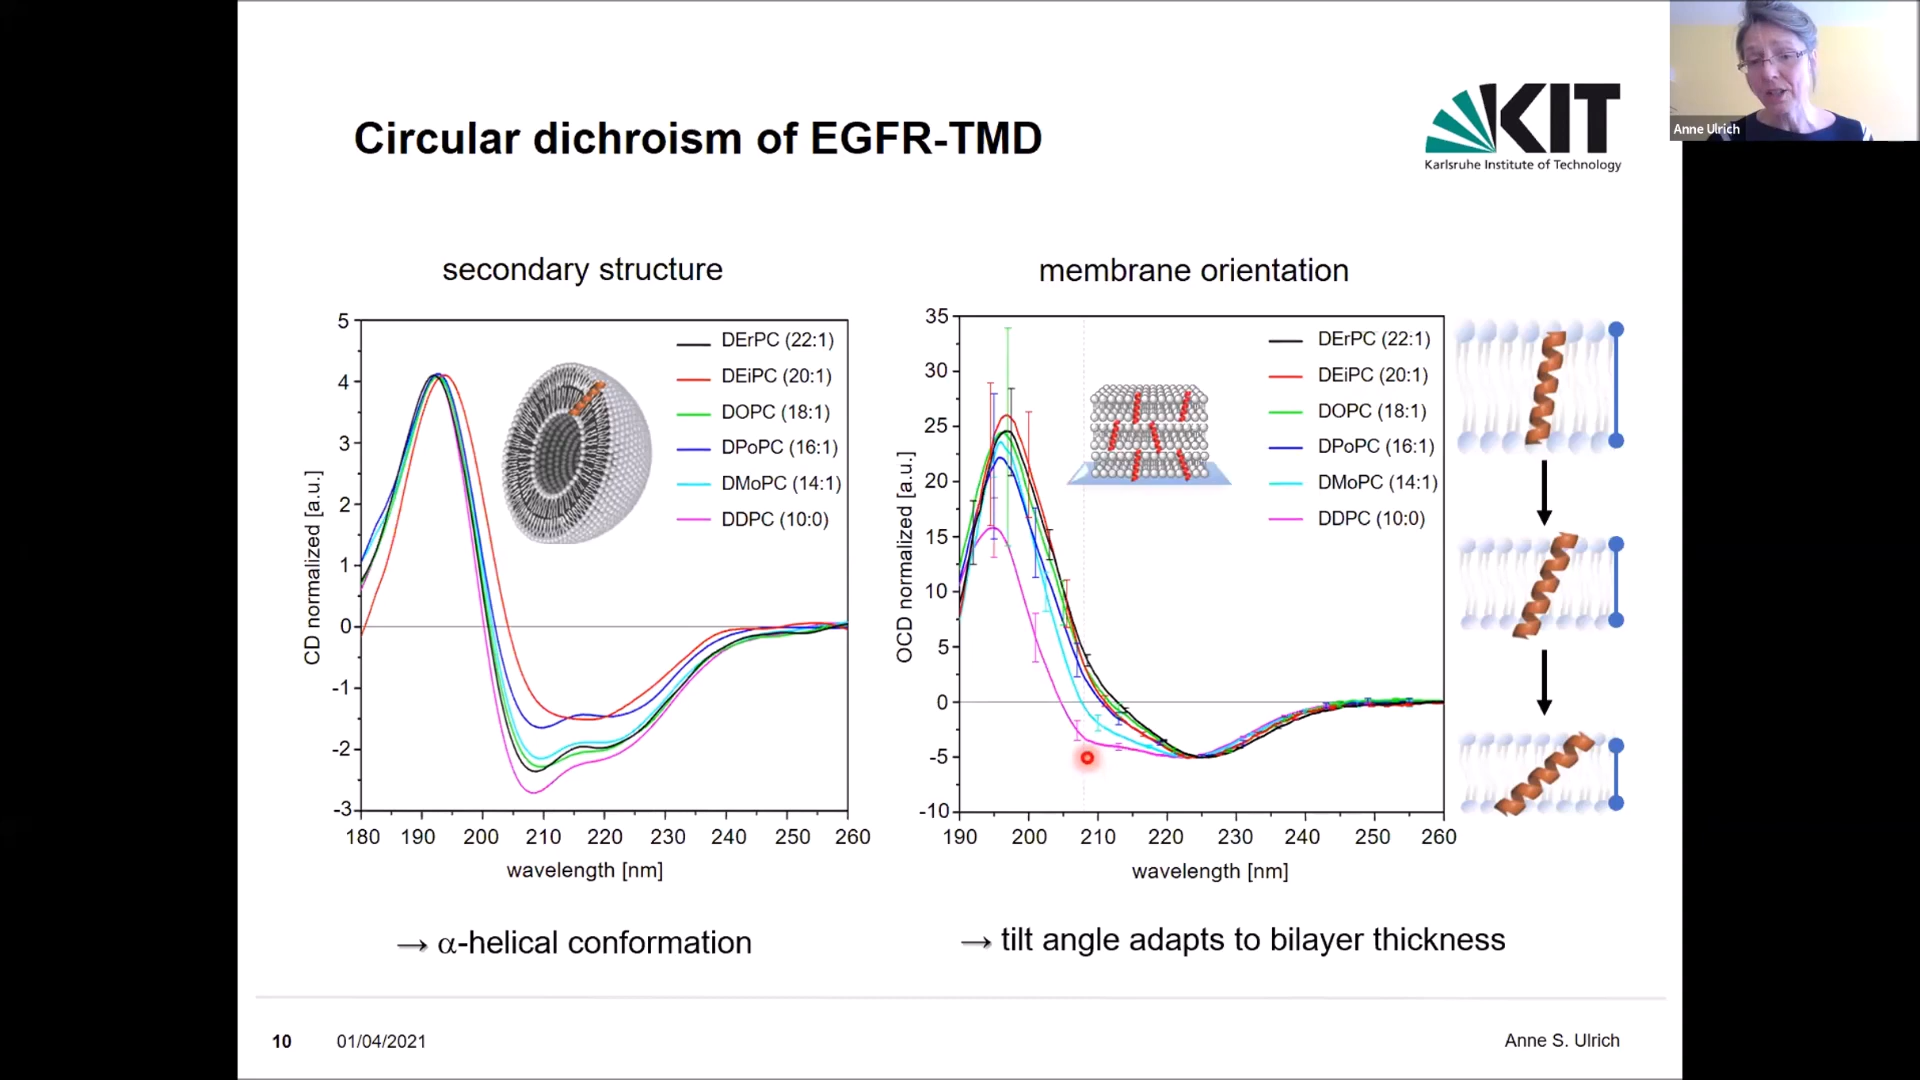 Circular dichroism of EGFR-TMD
KIT
Karlsruhe Institute of Technology
Anne Ulrich
secondary structure
5
4
3
2
1
0
-1
-2
-3
CD normalized [a.u.]
DErPC (22:1)
DEiPC (20:1)
DOPC (18:1)
DPoPC (16:1)
DMoPC (14:1)
DDPC (10:0)
180 190 200 210 220 230 240 250 260
wavelength [nm]
→ α-helical conformation
membrane orientation
35
30
25
20
15
10
5
0
-5
-10
OCD normalized [a.u.]
DErPC (22:1)
DEiPC (20:1)
DOPC (18:1)
DPoPC (16:1)
DMoPC (14:1)
DDPC (10:0)
190 200 210 220 230 240 250 260
wavelength [nm]
→ tilt angle adapts to bilayer thickness
10 01/04/2021
Anne S. Ulrich